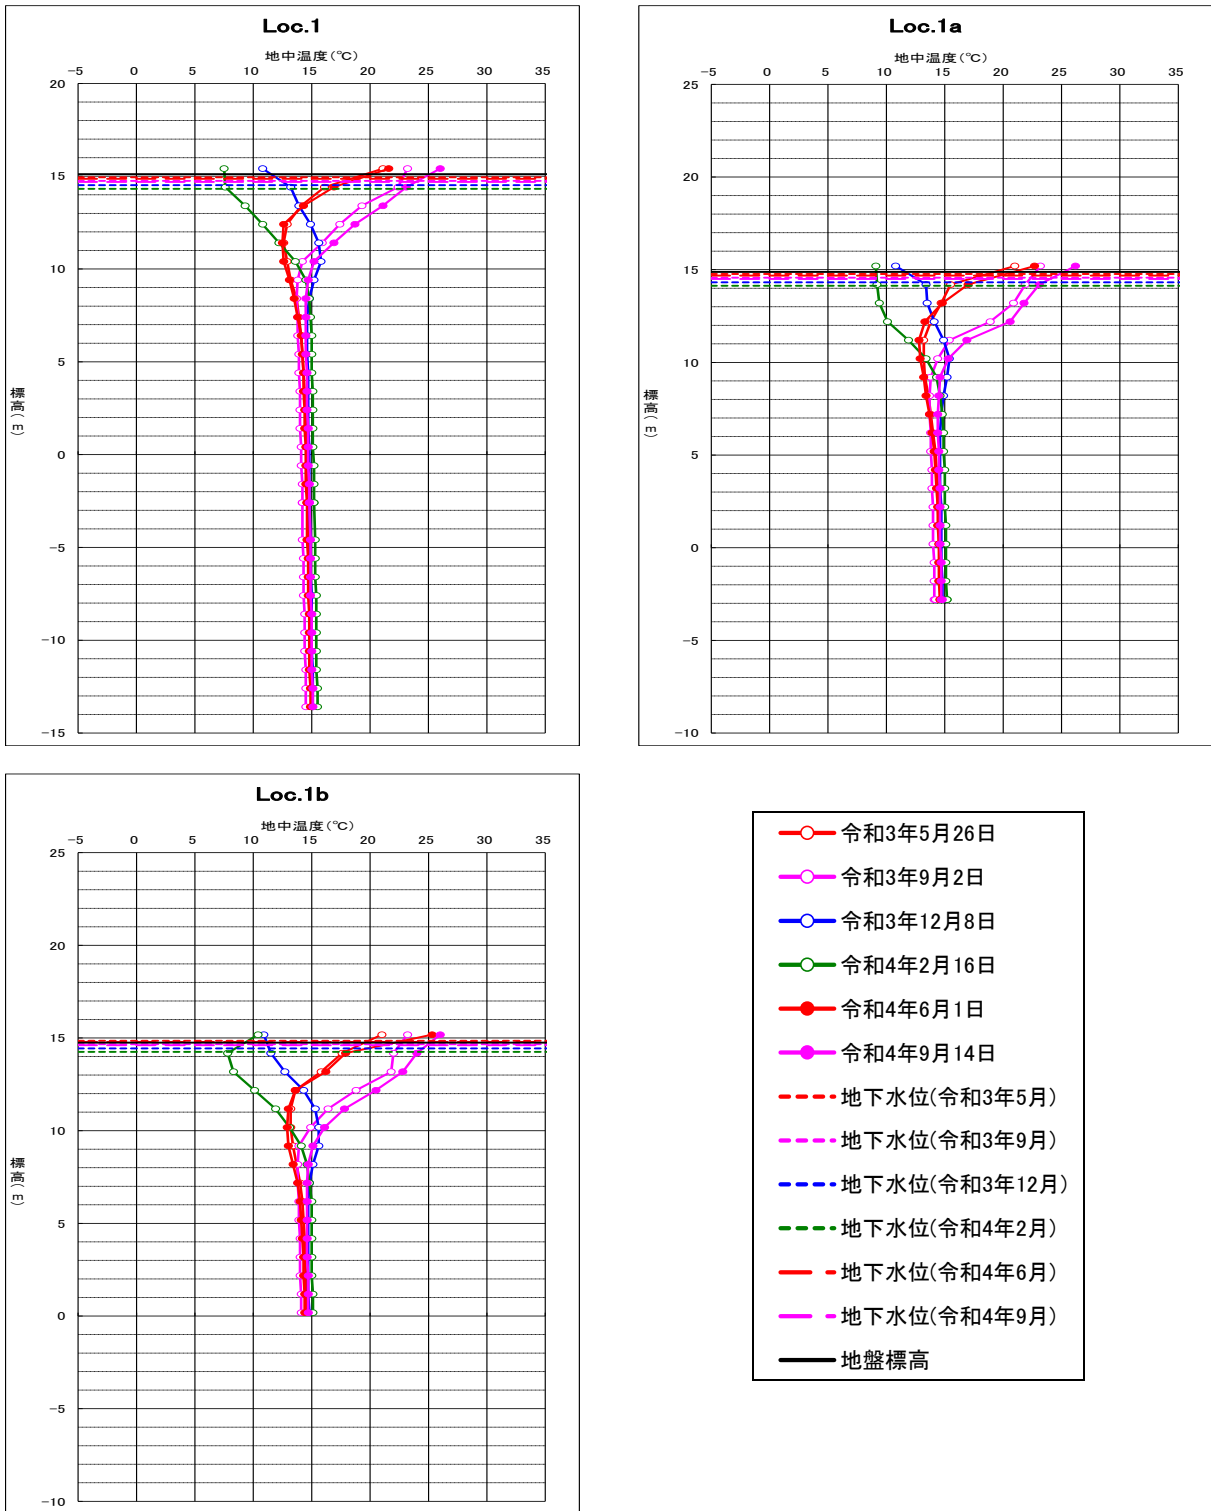 Loc.1
地中温度(℃)
-5 0 5 10 15 20 25 30 35
20
15
10
5
0
-5
-10
-15
標高(m)
Loc.1a
地中温度(℃)
-5 0 5 10 15 20 25 30 35
25
20
15
10
5
0
-5
-10
標高(m)
Loc.1b
地中温度(℃)
-5 0 5 10 15 20 25 30 35
25
20
15
10
5
0
-5
-10
標高(m)
令和3年5月26日
令和3年9月2日
令和3年12月8日
令和4年2月16日
令和4年6月1日
令和4年9月14日
地下水位(令和3年5月)
地下水位(令和3年9月)
地下水位(令和3年12月)
地下水位(令和4年2月)
地下水位(令和4年6月)
地下水位(令和4年9月)
地盤標高